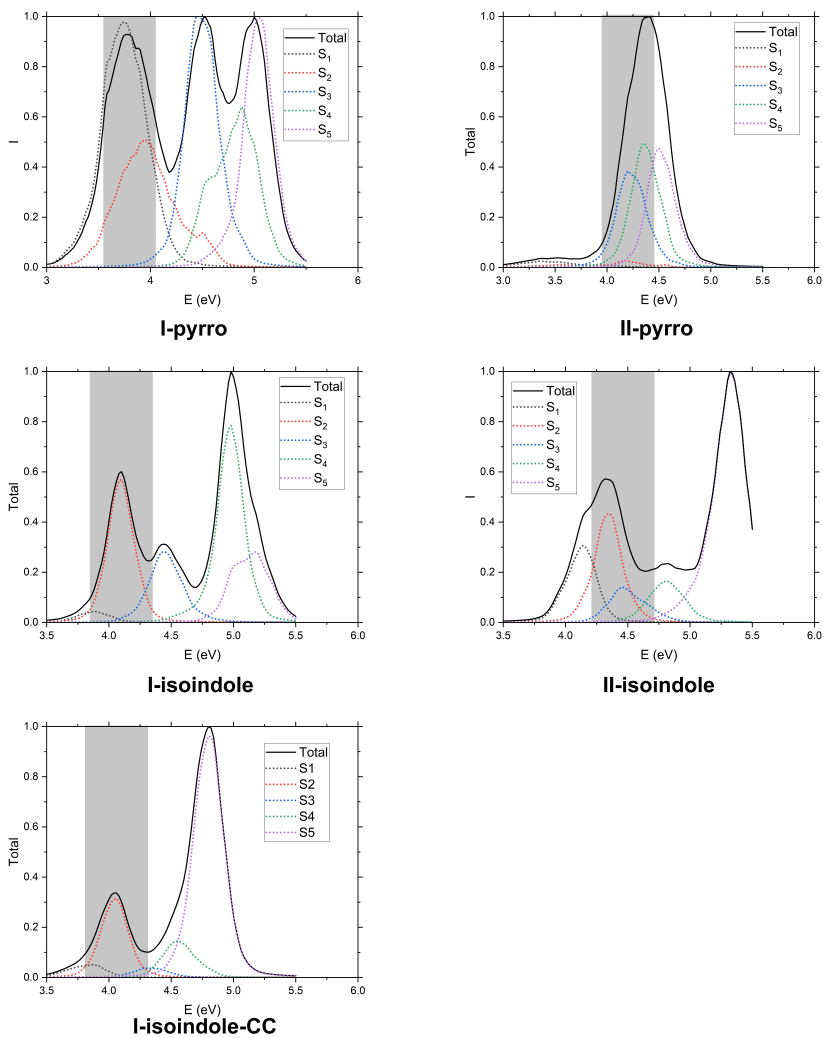 I
1.0
0.8
0.6
0.4
0.2
0.0
3
4
5
6
E (eV)
Total
S1
S2
S3
S4
S5
I-pyrro
Total
1.0
0.8
0.6
0.4
0.2
0.0
3.0
3.5
4.0
4.5
5.0
5.5
6.0
E (eV)
Total
S1
S2
S3
S4
S5
II-pyrro
Total
1.0
0.8
0.6
0.4
0.2
0.0
3.5
4.0
4.5
5.0
5.5
6.0
E (eV)
Total
S1
S2
S3
S4
S5
I-isoindole
I
1.0
0.8
0.6
0.4
0.2
0.0
3.5
4.0
4.5
5.0
5.5
6.0
E (eV)
Total
S1
S2
S3
S4
S5
II-isoindole
Total
1.0
0.8
0.6
0.4
0.2
0.0
3.5
4.0
4.5
5.0
5.5
6.0
E (eV)
Total
S1
S2
S3
S4
S5
I-isoindole-CC